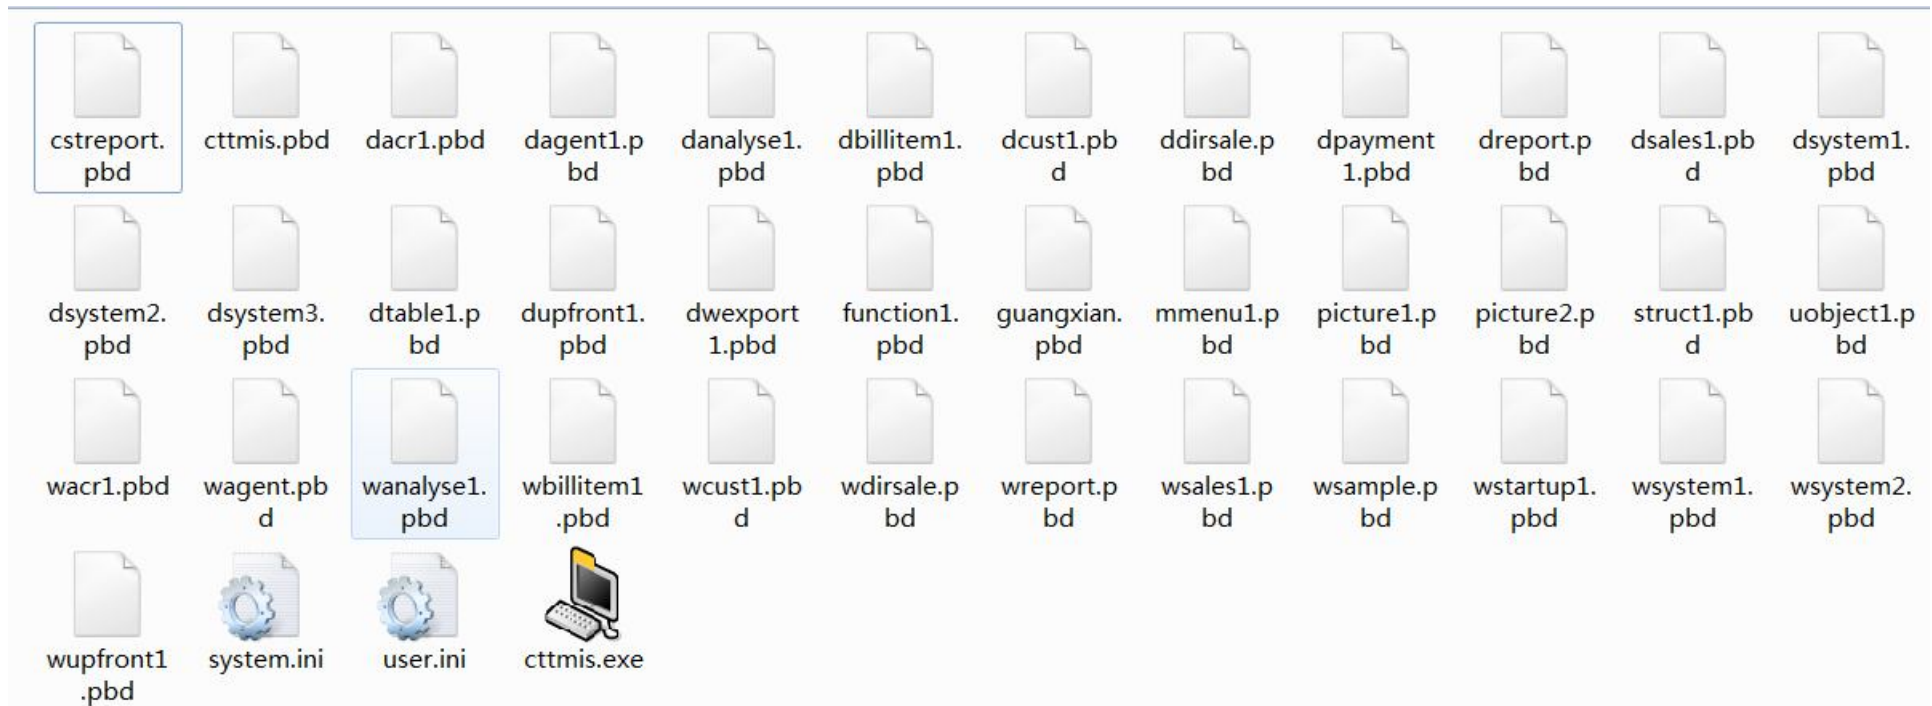 cstreport.
pbd
cttmis.pbd
dacr1.pbd
dagent1.p
bd
danalyse1.
pbd
dbillitem1.
pbd
dcust1.pb
d
ddirsale.p
bd
dpayment
1.pbd
dreport.p
bd
dsales1.pb
d
dsystem1.
pbd
dsystem2.
pbd
dsystem3.
pbd
dtable1.p
bd
dupfront1.
pbd
dwexport
1.pbd
function1.
pbd
guangxian.
pbd
mmenu1.p
bd
picture1.p
bd
picture2.p
bd
struct1.pb
d
uobject1.p
bd
wacr1.pbd
wagent.pb
d
wanalyse1.
pbd
wbillitem1
.pbd
wcust1.pb
d
wdirsale.p
bd
wreport.p
bd
wsales1.p
bd
wsample.p
bd
wstartup1.
pbd
wsystem1.
pbd
wsystem2.
pbd
wupfront1
.pbd
system.ini
user.ini
cttmis.exe